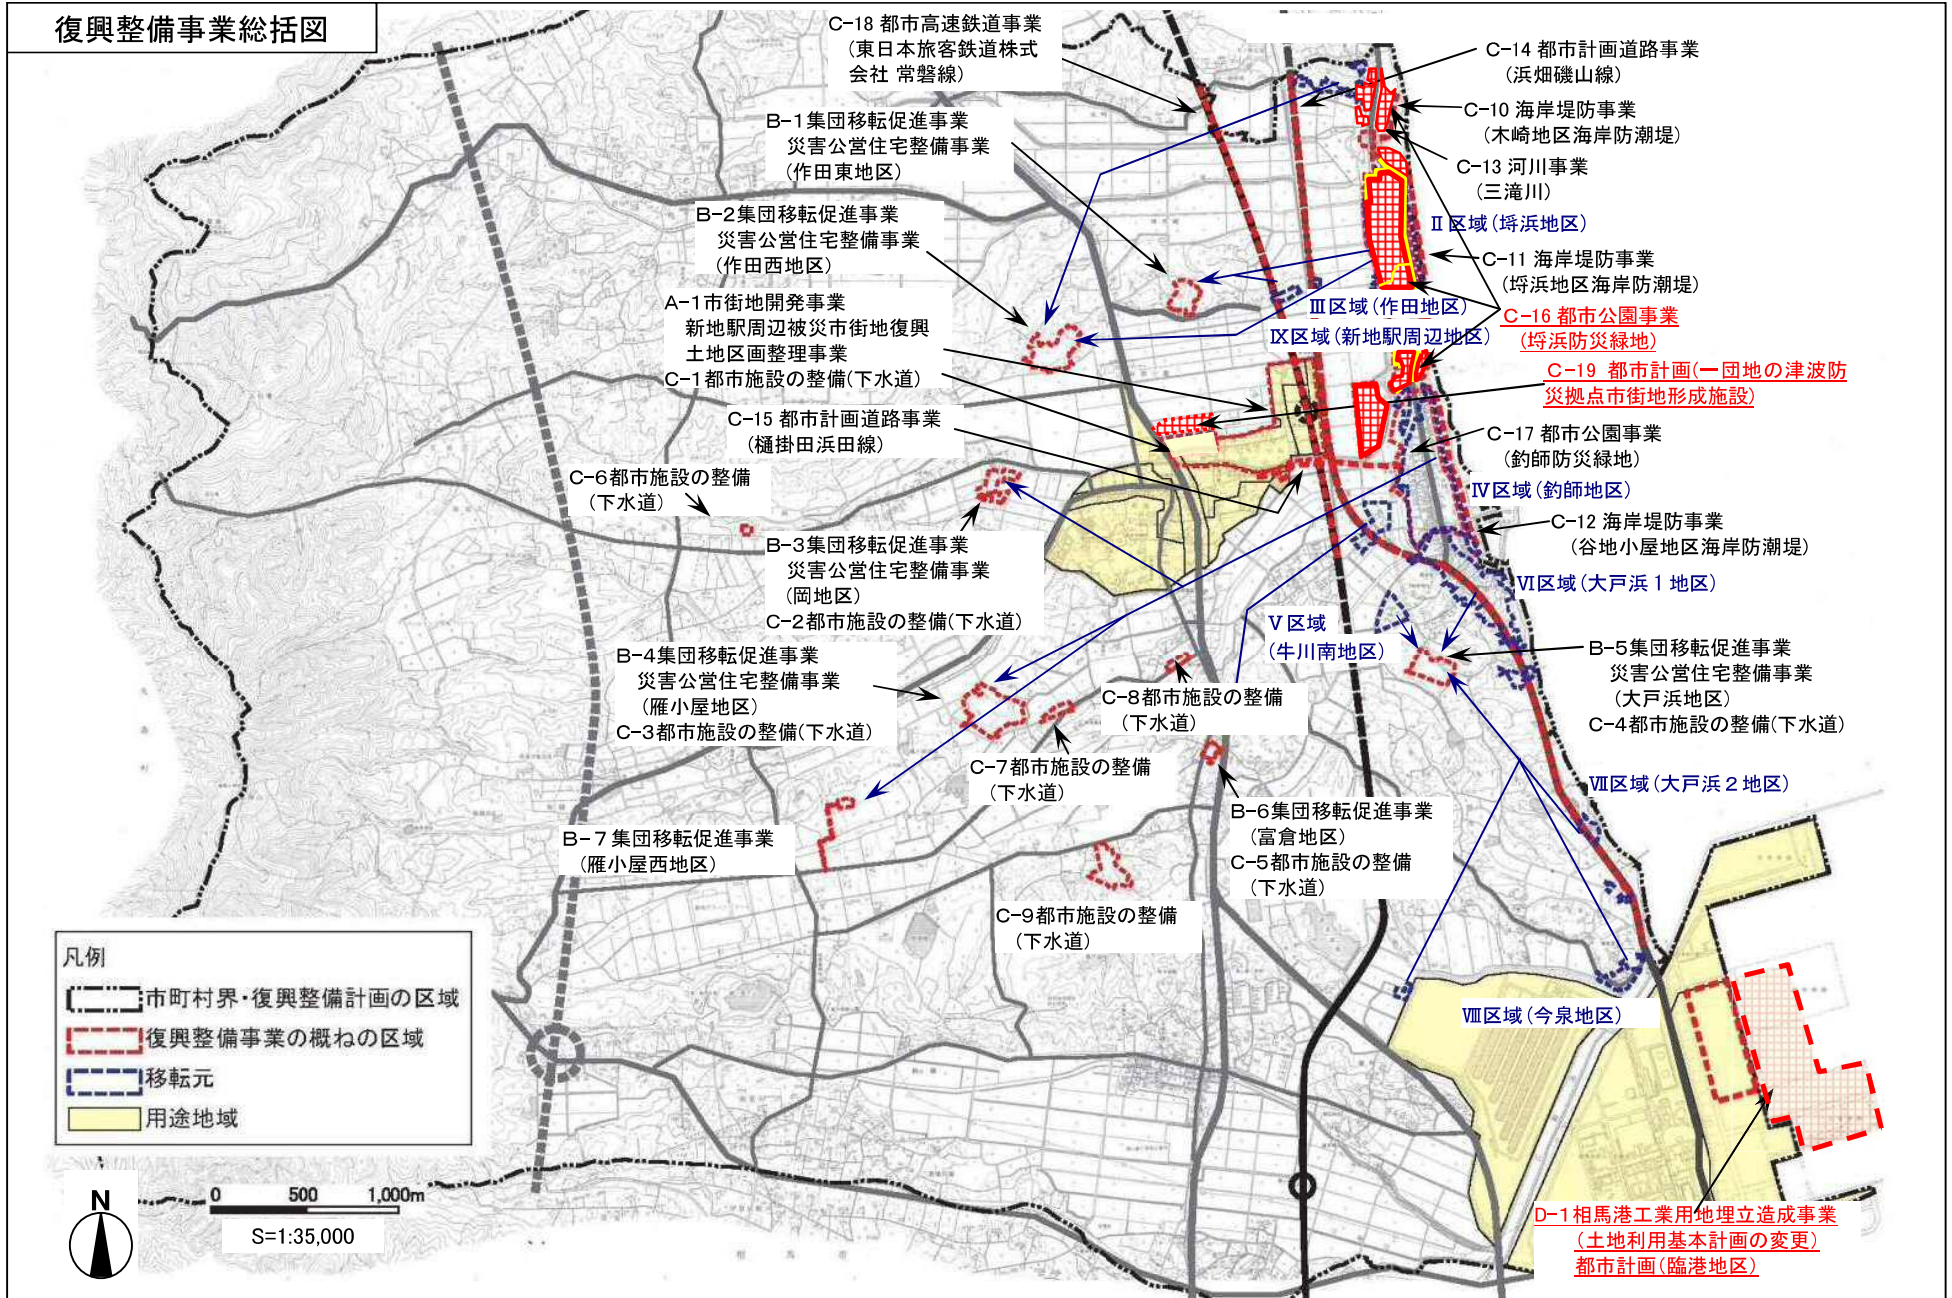 復興整備事業総括図
C-18 都市高速鉄道事業
(東日本旅客鉄道株式
会社 常磐線)
C-14 都市計画道路事業
(浜畑磯山線)
C-10 海岸堤防事業
(木崎地区海岸防潮堤)
C-13 河川事業
(三滝川)
B-1集団移転促進事業
災害公営住宅整備事業
(作田東地区)
B-2集団移転促進事業
災害公営住宅整備事業
(作田西地区)
Ⅱ区域(埒浜地区)
C-11 海岸堤防事業
(埒浜地区海岸防潮堤)
A-1市街地開発事業
新地駅周辺被災市街地復興
土地区画整理事業
C-1都市施設の整備(下水道)
Ⅲ区域(作田地区)
Ⅸ区域(新地駅周辺地区)
C-16 都市公園事業
(埒浜防災緑地)
C-19 都市計画(一団地の津波防
災拠点市街地形成施設)
C-15 都市計画道路事業
(樋掛田浜田線)
C-17 都市公園事業
(釣師防災緑地)
C-6都市施設の整備
(下水道)
Ⅳ区域(釣師地区)
C-12 海岸堤防事業
(谷地小屋地区海岸防潮堤)
B-3集団移転促進事業
災害公営住宅整備事業
(岡地区)
C-2都市施設の整備(下水道)
Ⅵ区域(大戸浜1地区)
Ⅴ区域
(牛川南地区)
B-4集団移転促進事業
災害公営住宅整備事業
(雁小屋地区)
C-3都市施設の整備(下水道)
B-5集団移転促進事業
災害公営住宅整備事業
(大戸浜地区)
C-4都市施設の整備(下水道)
C-8都市施設の整備
(下水道)
C-7都市施設の整備
(下水道)
Ⅶ区域(大戸浜2地区)
B-6集団移転促進事業
(富倉地区)
C-5都市施設の整備
(下水道)
B-7集団移転促進事業
(雁小屋西地区)
C-9都市施設の整備
(下水道)
Ⅷ区域(今泉地区)
凡例
市町村界・復興整備計画の区域
復興整備事業の概ねの区域
移転元
用途地域
N
0 500 1,000m
S=1:35,000
D-1相馬港工業用地埋立造成事業
(土地利用基本計画の変更)
都市計画(臨港地区)